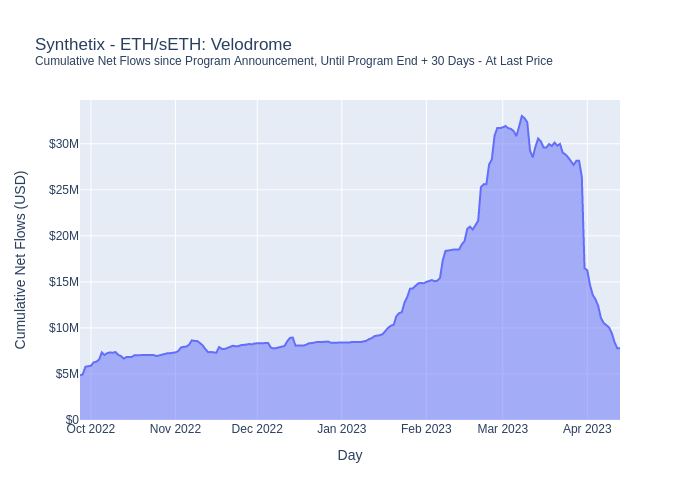 Synthetix - ETH/sETH: Velodrome
Cumulative Net Flows since Program Announcement, Until Program End + 30 Days - At Last Price
Cumulative Net Flows (USD)
$30M
$25M
$20M
$15M
$10M
$5M
$0
Oct 2022 Nov 2022 Dec 2022 Jan 2023 Feb 2023 Mar 2023 Apr 2023
Day